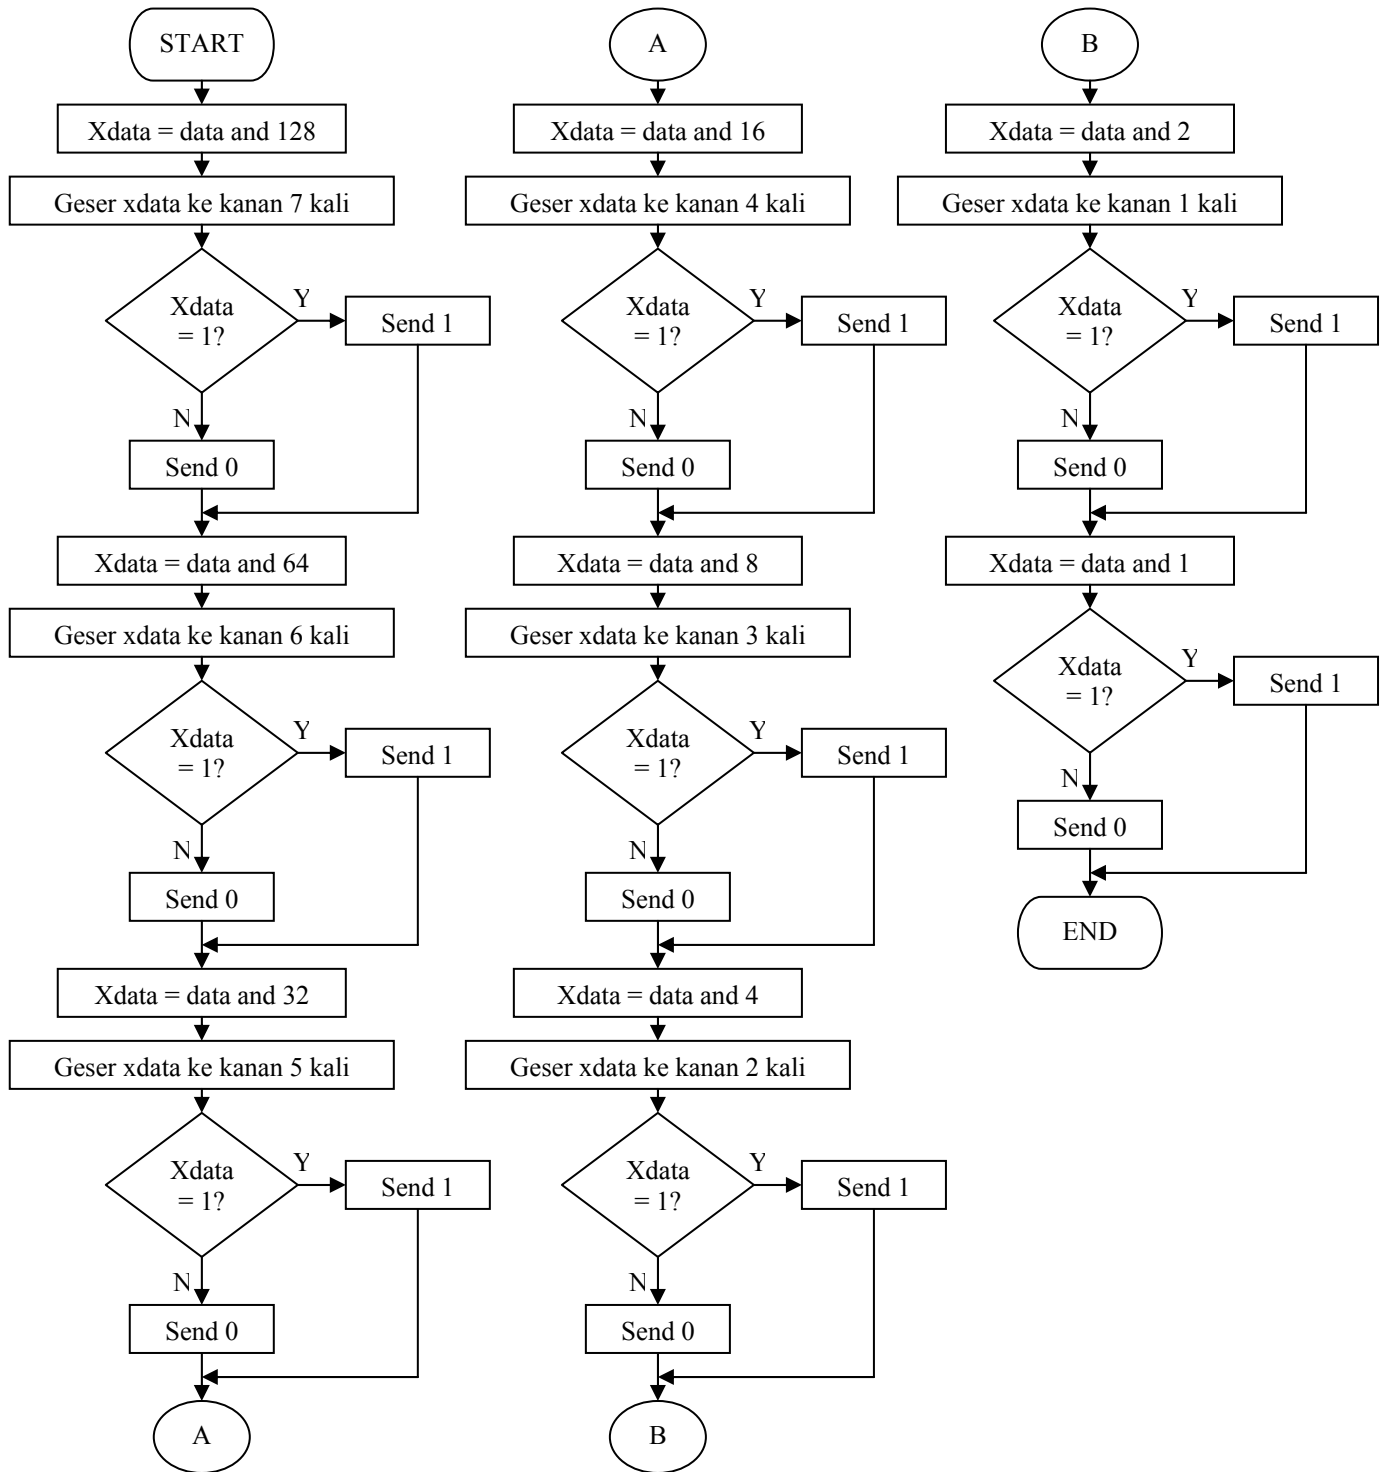 START
Xdata = data and 128
Geser xdata ke kanan 7 kali
Xdata
= 1?
Y
Send 1
N
Send 0
Xdata = data and 64
Geser xdata ke kanan 6 kali
Xdata
= 1?
Y
Send 1
N
Send 0
Xdata = data and 32
Geser xdata ke kanan 5 kali
Xdata
= 1?
Y
Send 1
N
Send 0
A
A
Xdata = data and 16
Geser xdata ke kanan 4 kali
Xdata
= 1?
Y
Send 1
N
Send 0
Xdata = data and 8
Geser xdata ke kanan 3 kali
Xdata
= 1?
Y
Send 1
N
Send 0
Xdata = data and 4
Geser xdata ke kanan 2 kali
Xdata
= 1?
Y
Send 1
N
Send 0
B
B
Xdata = data and 2
Geser xdata ke kanan 1 kali
Xdata
= 1?
Y
Send 1
N
Send 0
Xdata = data and 1
Xdata
= 1?
Y
Send 1
N
Send 0
END